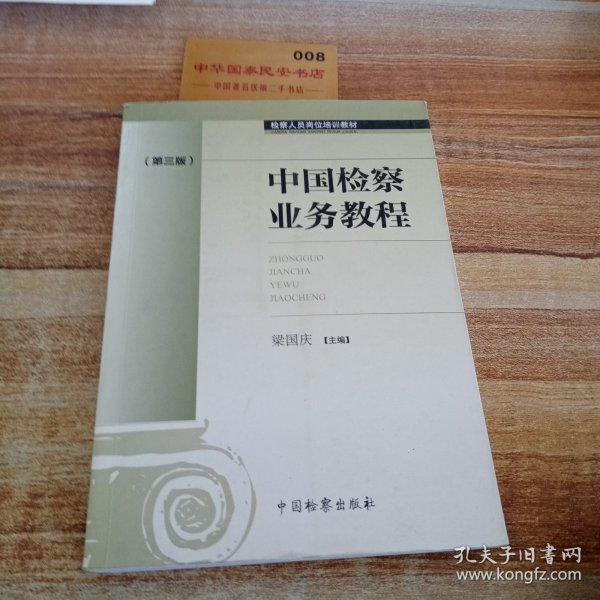 008
中华国泰民安书店
中国著名医籍二手书店
检察人员岗位培训教材
（第三版）
中国检察
业务教程
ZHONGGUO
JIANCHA
YEWU
JIAOCHENG
梁国庆 【主编】
中国检察出版社
孔夫子旧书网
www.kongfz.com